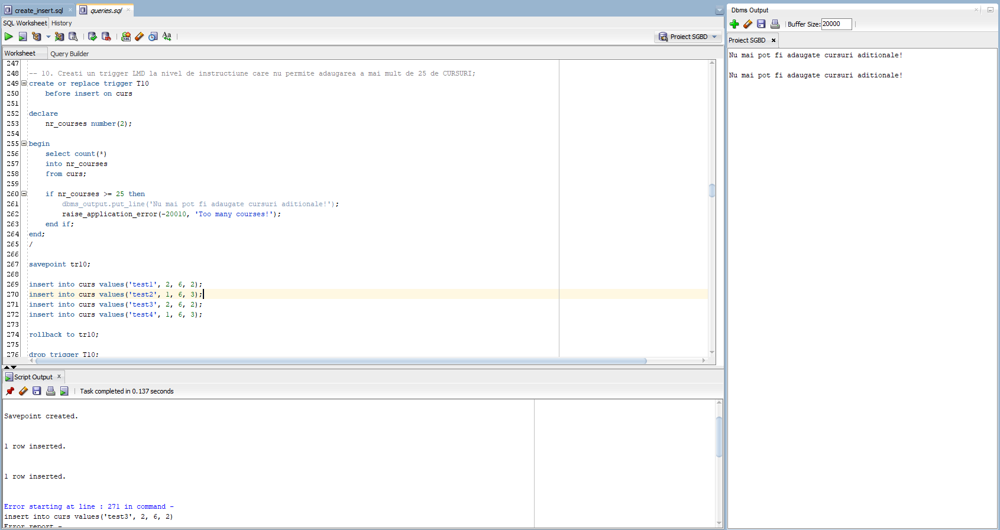 create_insert.sql
queries.sql
SQL Worksheet History
Proiect SGBD
Worksheet Query Builder
247
248 -- 10. Creati un trigger LMD la nivel de instructiune care nu permite adaugarea a mai mult de 25 de CURSURI;
249 create or replace trigger T10
250 before insert on curs
251
252 declare
253 nr_courses number(2);
254
255 begin
256 select count(*)
257 into nr_courses
258 from curs;
259
260 if nr_courses >= 25 then
261 dbms_output.put_line('Nu mai pot fi adaugate cursuri aditionale!');
262 raise_application_error(-20010, 'Too many courses!');
263 end if;
264 end;
265 /
266
267 savepoint tr10;
268
269 insert into curs values('test1', 2, 6, 2);
270 insert into curs values('test2', 1, 6, 3);
271 insert into curs values('test3', 2, 6, 2);
272 insert into curs values('test4', 1, 6, 3);
273
274 rollback to tr10;
275
276 drop trigger T10;
Script Output
Task completed in 0.137 seconds
Savepoint created.
1 row inserted.
1 row inserted.
Error starting at line : 271 in command -
insert into curs values('test3', 2, 6, 2)
Error report -
Dbms Output
Buffer Size: 20000
Proiect SGBD
Nu mai pot fi adaugate cursuri aditionale!
Nu mai pot fi adaugate cursuri aditionale!